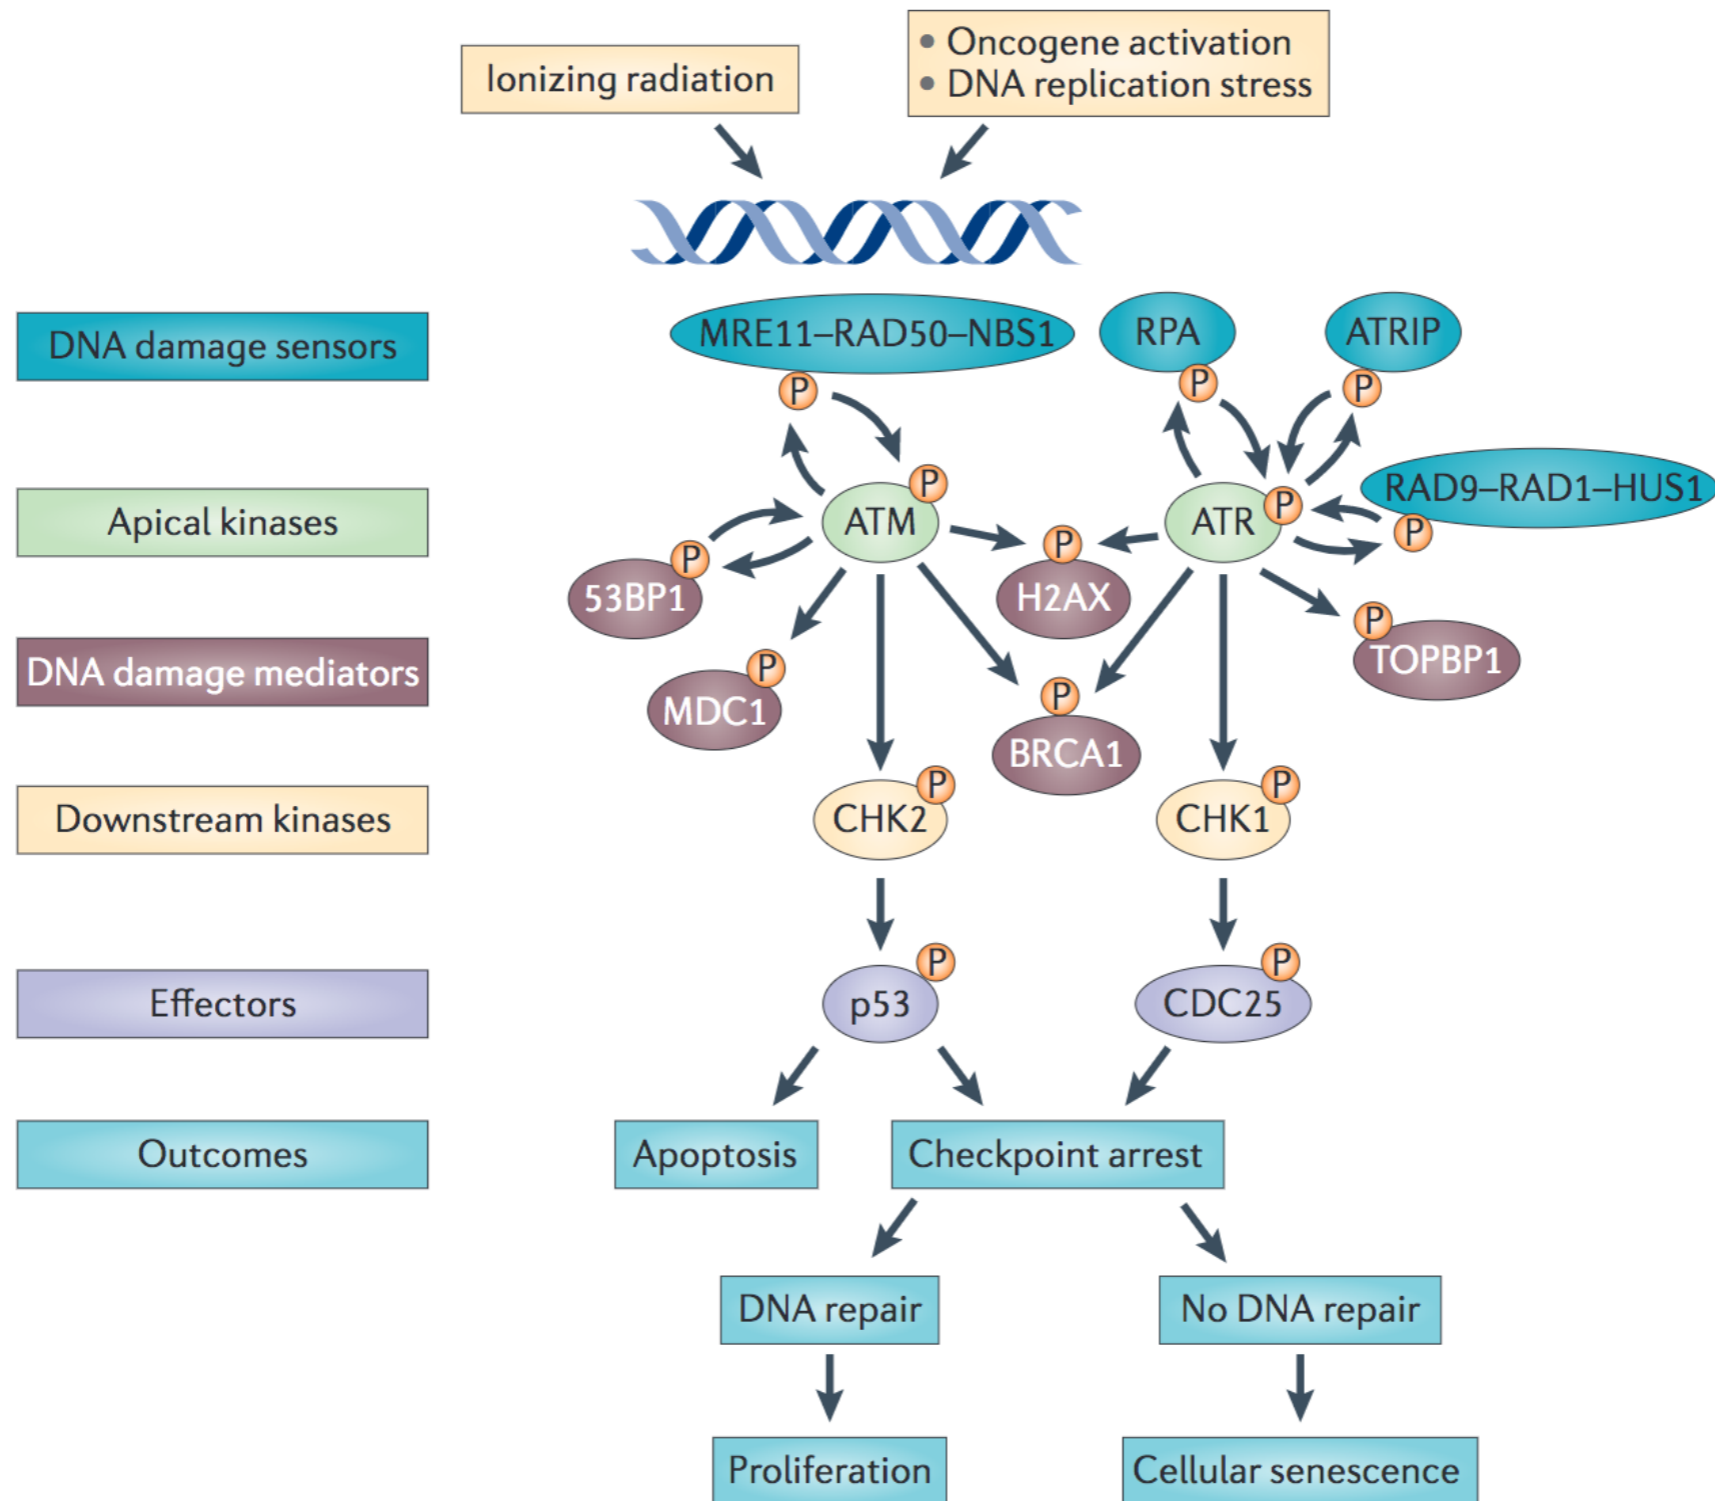 Ionizing radiation
• Oncogene activation
• DNA replication stress
DNA damage sensors
MRE11–RAD50–NBS1
RPA
ATRIP
P
P
P
Apical kinases
ATM
P
ATR
P
RAD9–RAD1–HUS1
P
53BP1
P
H2AX
P
DNA damage mediators
MDC1
P
BRCA1
P
TOPBP1
P
Downstream kinases
CHK2
P
CHK1
P
Effectors
p53
P
CDC25
P
Outcomes
Apoptosis
Checkpoint arrest
DNA repair
No DNA repair
Proliferation
Cellular senescence